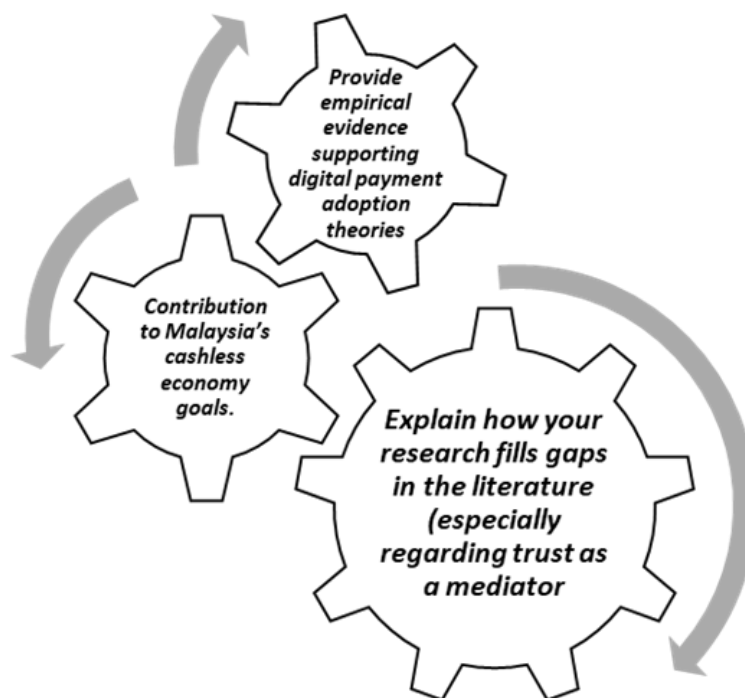 Provide
empirical
evidence
supporting
digital payment
adoption
theories
Contribution
to Malaysia's
cashless
economy
goals.
Explain how your
research fills gaps
in the literature
(especially
regarding trust as
a mediator